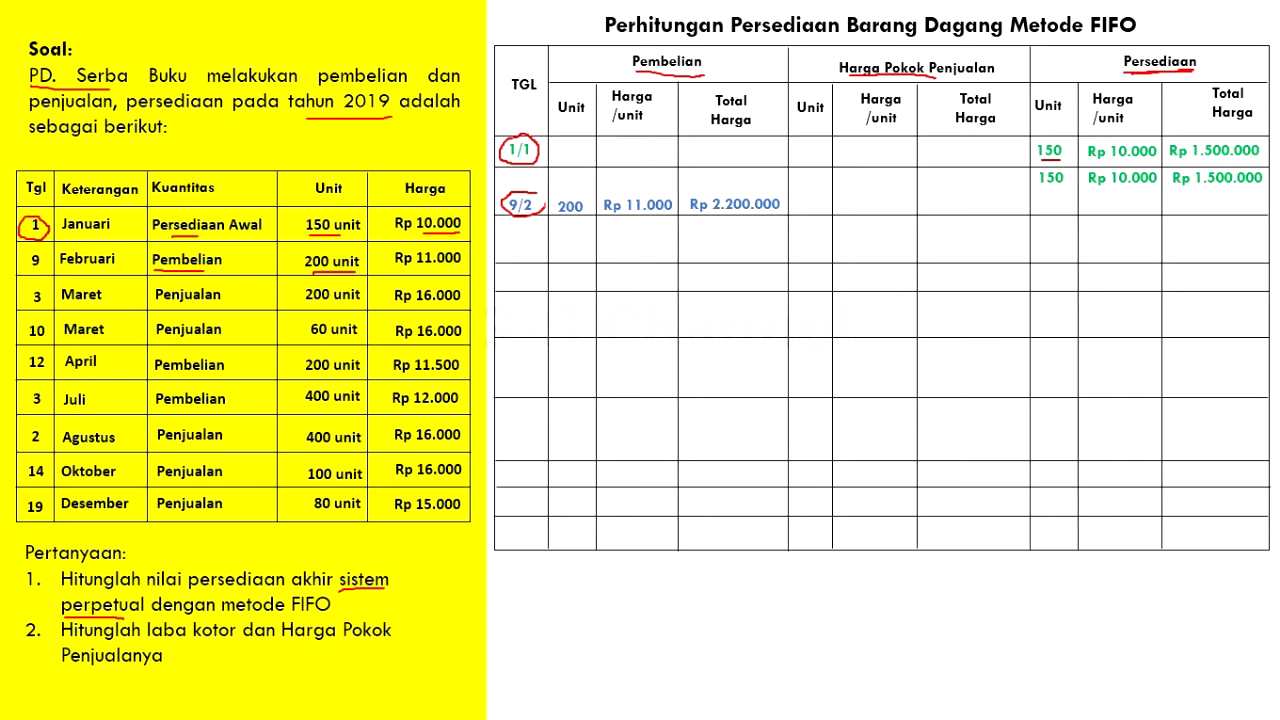 Soal:
PD. Serba Buku melakukan pembelian dan
penjualan, persediaan pada tahun 2019 adalah
sebagai berikut:
Tgl Keterangan Kuantitas Unit Harga
1 Januari Persediaan Awal 150 unit Rp 10.000
9 Februari Pembelian 200 unit Rp 11.000
3 Maret Penjualan 200 unit Rp 16.000
10 Maret Penjualan 60 unit Rp 16.000
12 April Pembelian 200 unit Rp 11.500
3 Juli Pembelian 400 unit Rp 12.000
2 Agustus Penjualan 400 unit Rp 16.000
14 Oktober Penjualan 100 unit Rp 16.000
19 Desember Penjualan 80 unit Rp 15.000
Pertanyaan:
1. Hitunglah nilai persediaan akhir sistem
perpetual dengan metode FIFO
2. Hitunglah laba kotor dan Harga Pokok
Penjualanya
Perhitungan Persediaan Barang Dagang Metode FIFO
TGL Pembelian Harga Pokok Penjualan Persediaan
Unit Harga /unit Total Harga Unit Harga /unit Total Harga Unit Harga /unit Total Harga
1/1 150 Rp 10.000 Rp 1.500.000
150 Rp 10.000 Rp 1.500.000
9/2 200 Rp 11.000 Rp 2.200.000